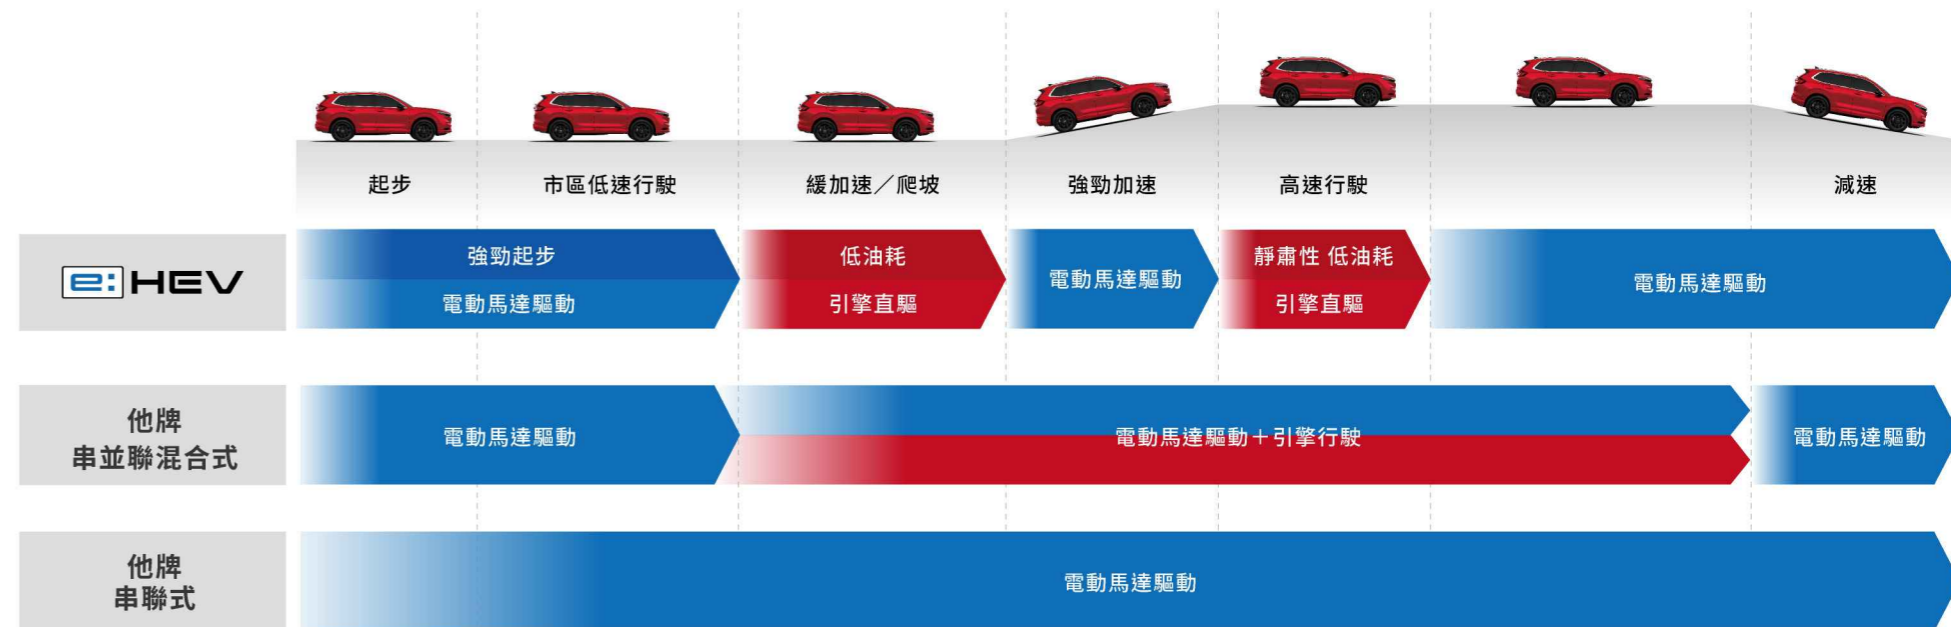 起步
市區低速行駛
緩加速／爬坡
強勁加速
高速行駛
減速
e:HEV
強勁起步
電動馬達驅動
低油耗
引擎直驅
電動馬達驅動
靜肅性 低油耗
引擎直驅
電動馬達驅動
他牌
串並聯混合式
電動馬達驅動
電動馬達驅動＋引擎行駛
電動馬達驅動
他牌
串聯式
電動馬達驅動